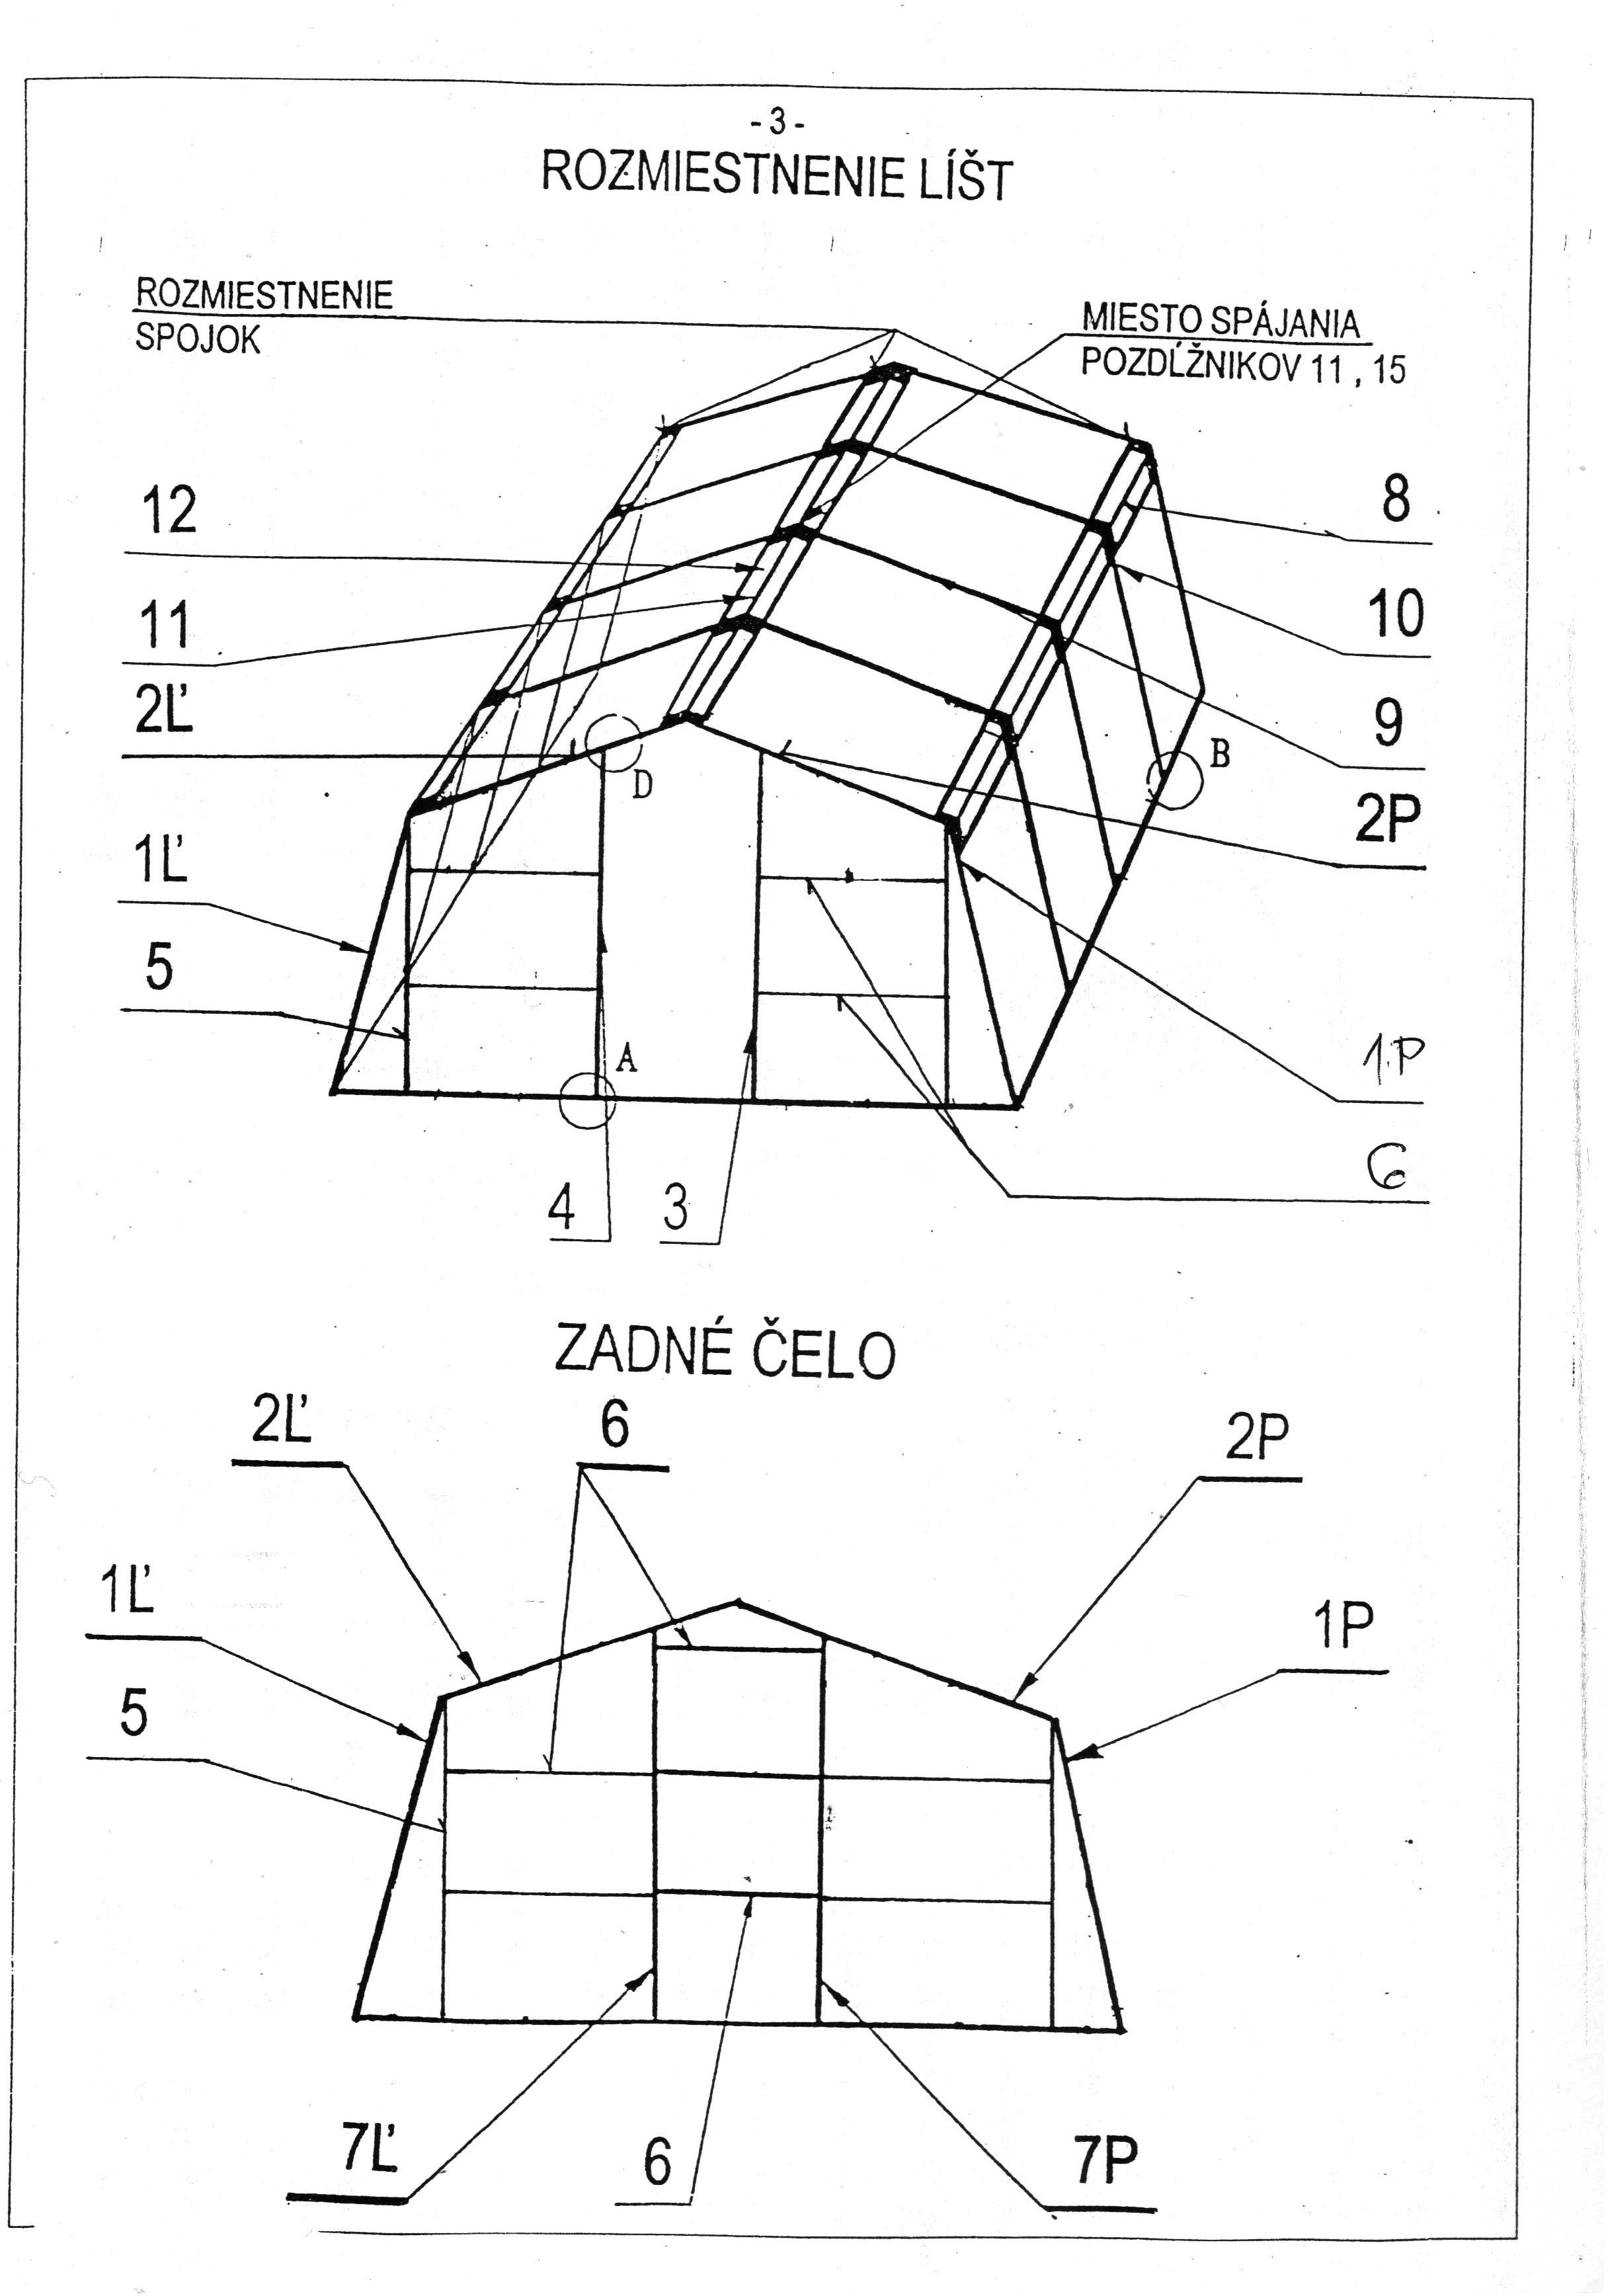 - 3 -
ROZMIESTNENIE LÍŠT
ROZMIESTNENIE
SPOJOK
MIESTO SPÁJANIA
POZDĹŽNIKOV 11 , 15
12
11
2Ľ
1Ľ
5
8
10
9
2P
1P
6
B
D
A
4
3
ZADNÉ ČELO
2Ľ
6
2P
1Ľ
5
1P
7Ľ
6
7P